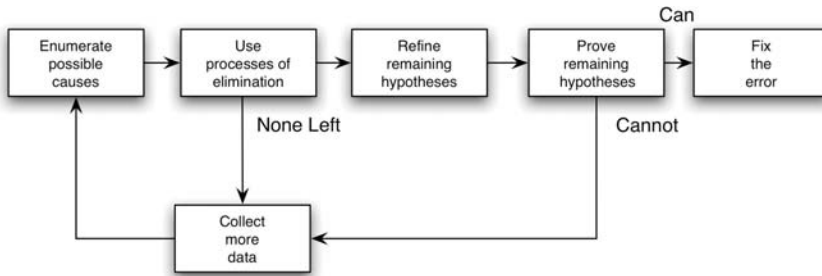 Can
Enumerate
possible
causes
Use
processes of
elimination
Refine
remaining
hypotheses
Prove
remaining
hypotheses
Fix
the
error
None Left
Cannot
Collect
more
data